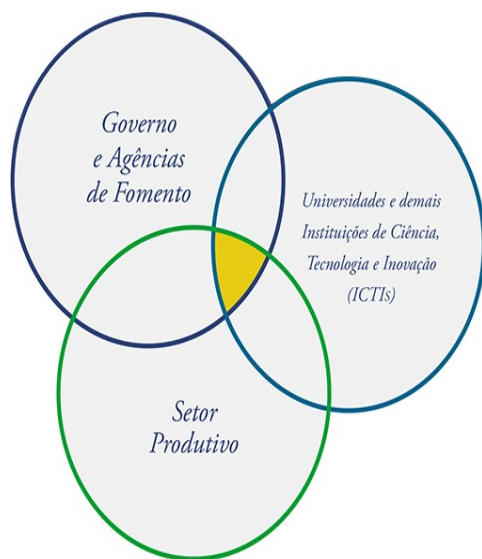 Governo
e Agências
de Fomento
Universidades e demais
Instituições de Ciência,
Tecnologia e Inovação
(ICTIs)
Setor
Produtivo